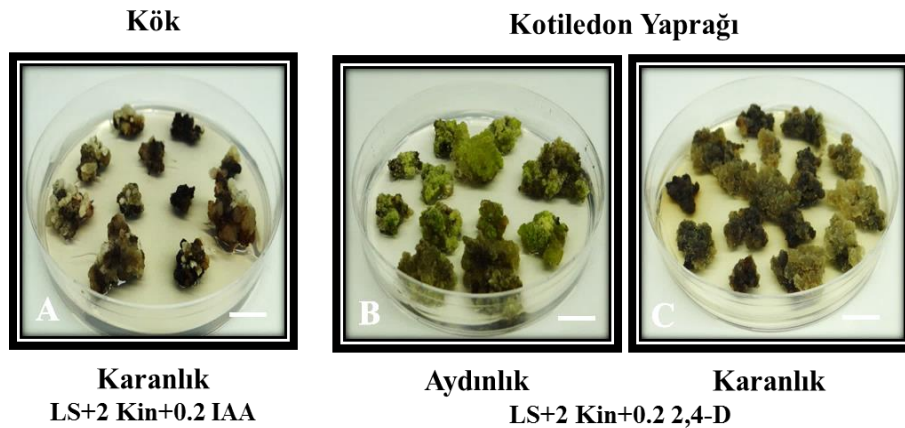 Kök
Kotiledon Yaprağı
A
B
C
Karanlık
Aydınlık
Karanlık
LS+2 Kin+0.2 IAA
LS+2 Kin+0.2 2,4-D